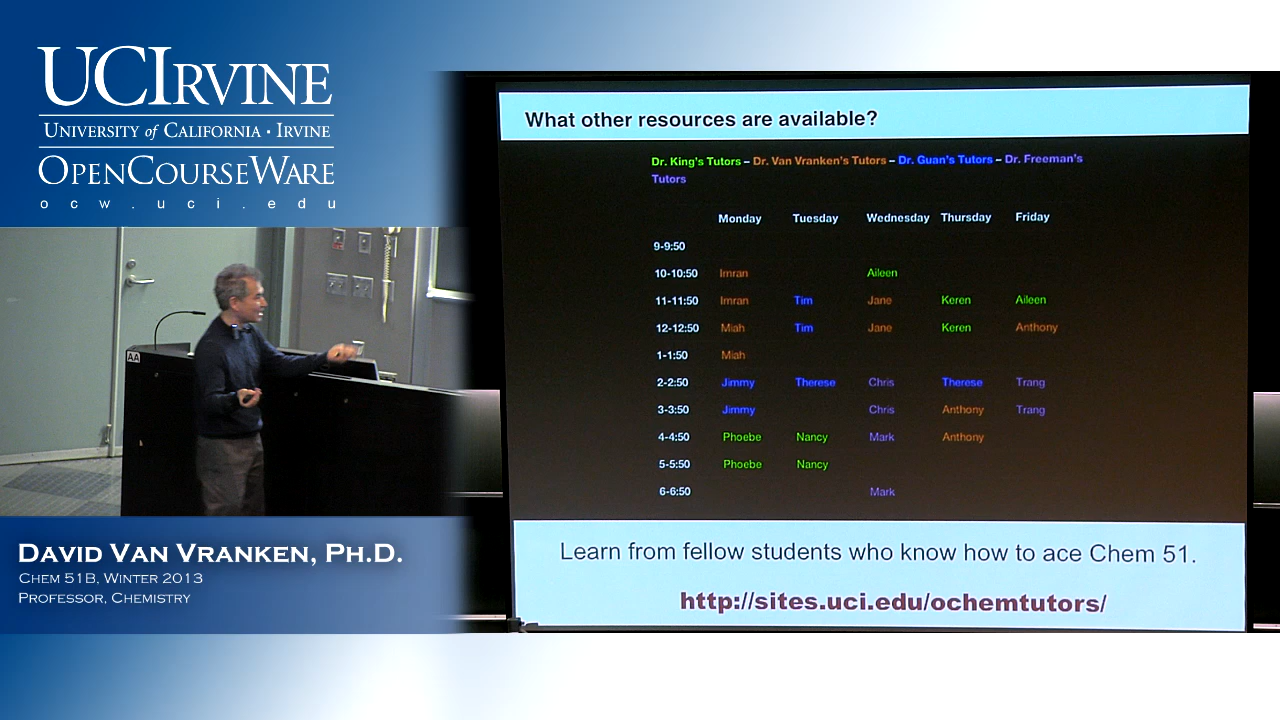 UCIRVINE
UNIVERSITY of CALIFORNIA · IRVINE
OPENCOURSEWARE
ocw.uci.edu
AA
DAVID VAN VRANKEN, PH.D.
CHEM 51B, WINTER 2013
PROFESSOR, CHEMISTRY
What other resources are available?
Dr. King's Tutors – Dr. Van Vranken's Tutors – Dr. Guan's Tutors – Dr. Freeman's
Tutors
Monday Tuesday Wednesday Thursday Friday
9-9:50
10-10:50 Imran Aileen
11-11:50 Imran Tim Jane Keren Aileen
12-12:50 Miah Tim Jane Keren Anthony
1-1:50 Miah
2-2:50 Jimmy Therese Chris Therese Trang
3-3:50 Jimmy Chris Anthony Trang
4-4:50 Phoebe Nancy Mark Anthony
5-5:50 Phoebe Nancy
6-6:50 Mark
Learn from fellow students who know how to ace Chem 51.
http://sites.uci.edu/ochemtutors/